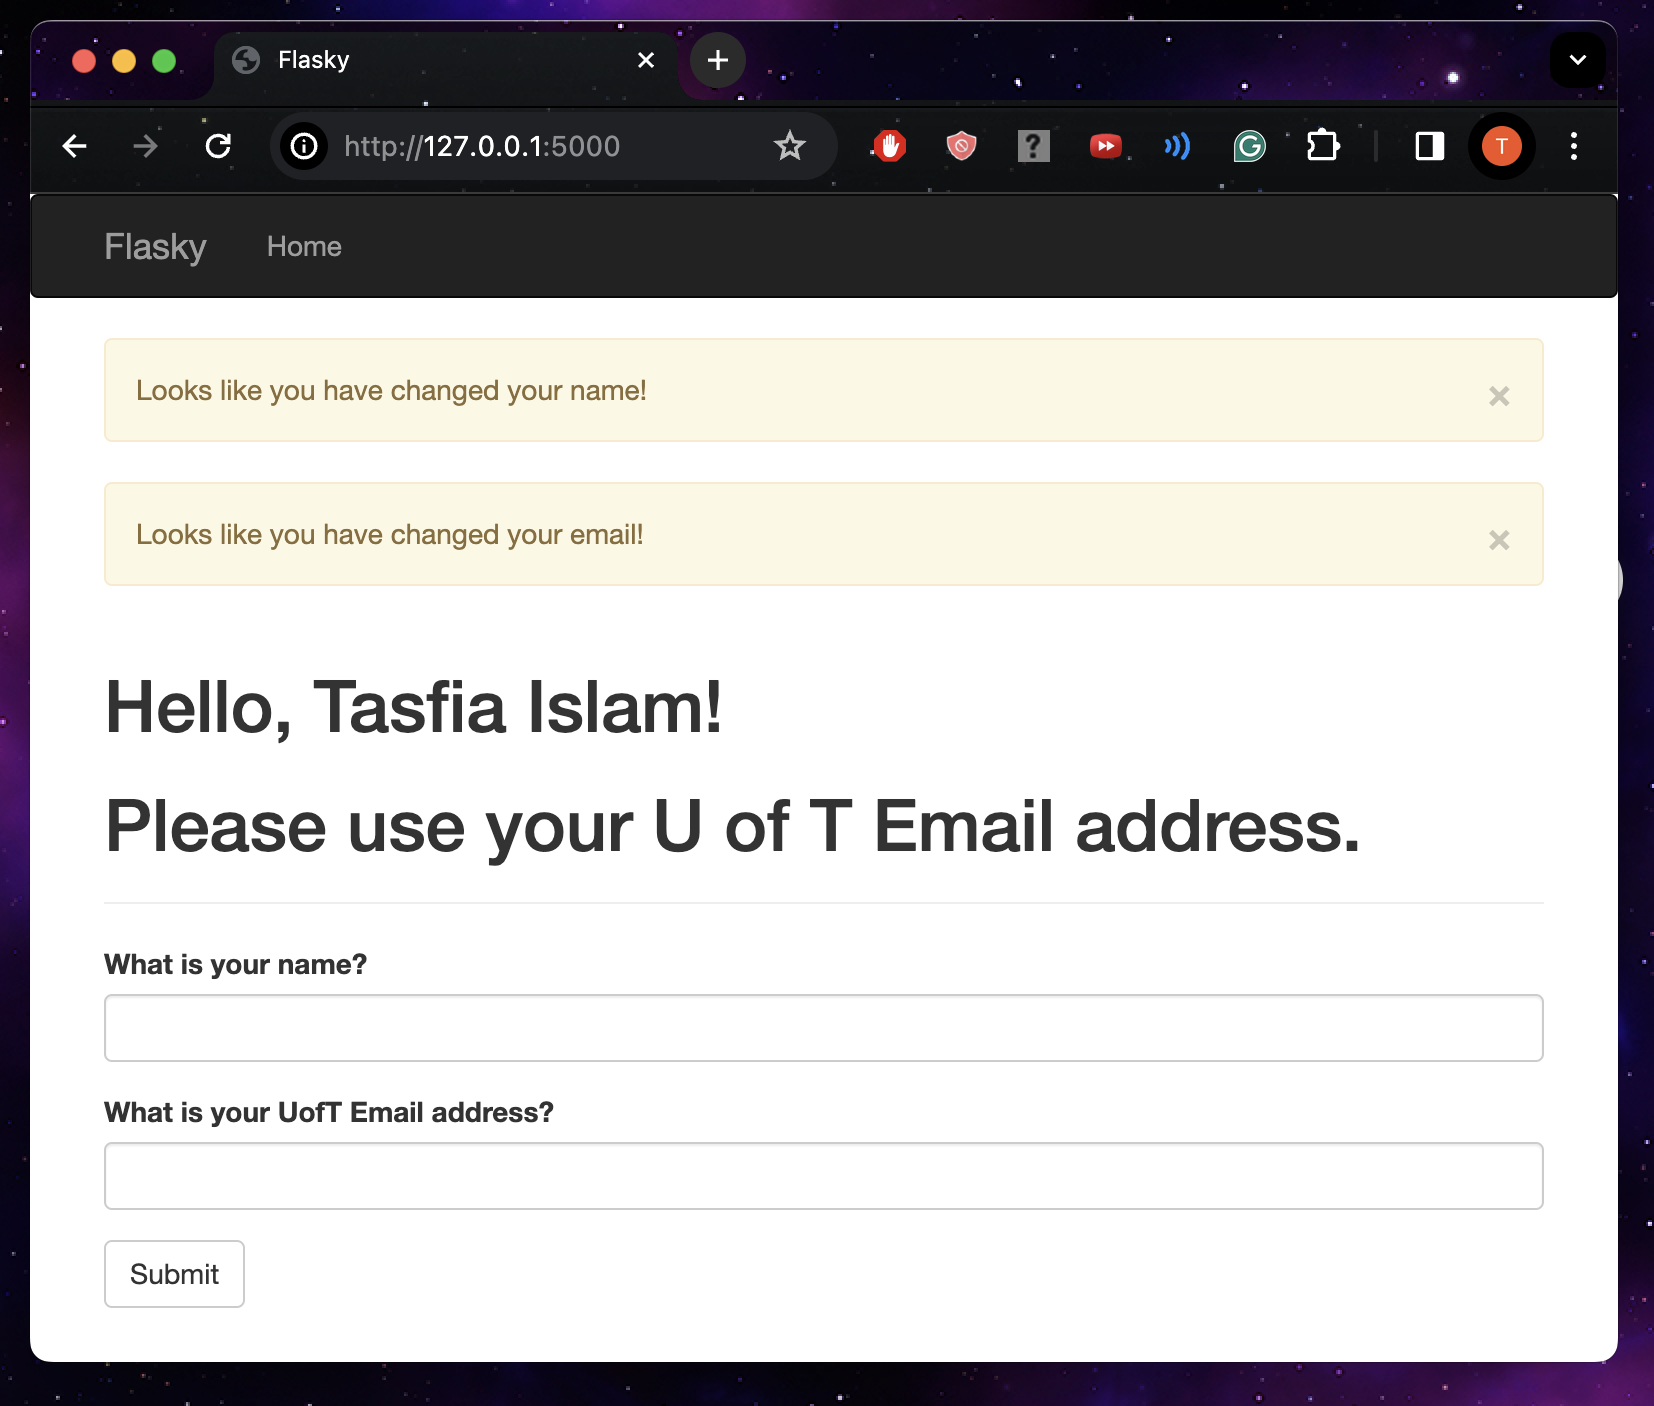 Flasky
http://127.0.0.1:5000
T
Flasky Home
Looks like you have changed your name!
×
Looks like you have changed your email!
×
Hello, Tasfia Islam!
Please use your U of T Email address.
What is your name?
What is your UofT Email address?
Submit